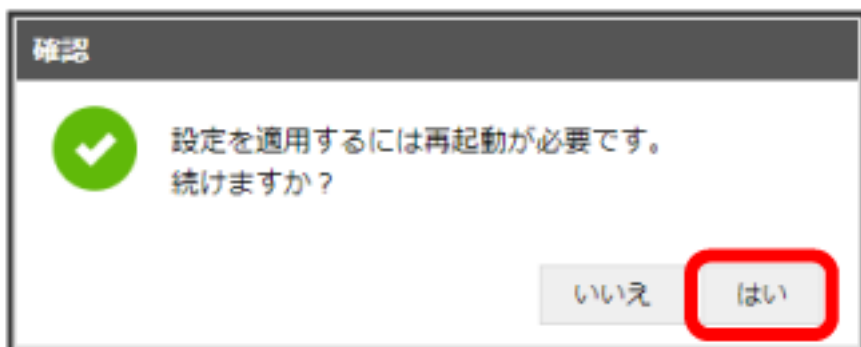 確認
設定を適用するには再起動が必要です。
続けますか？
いいえ
はい